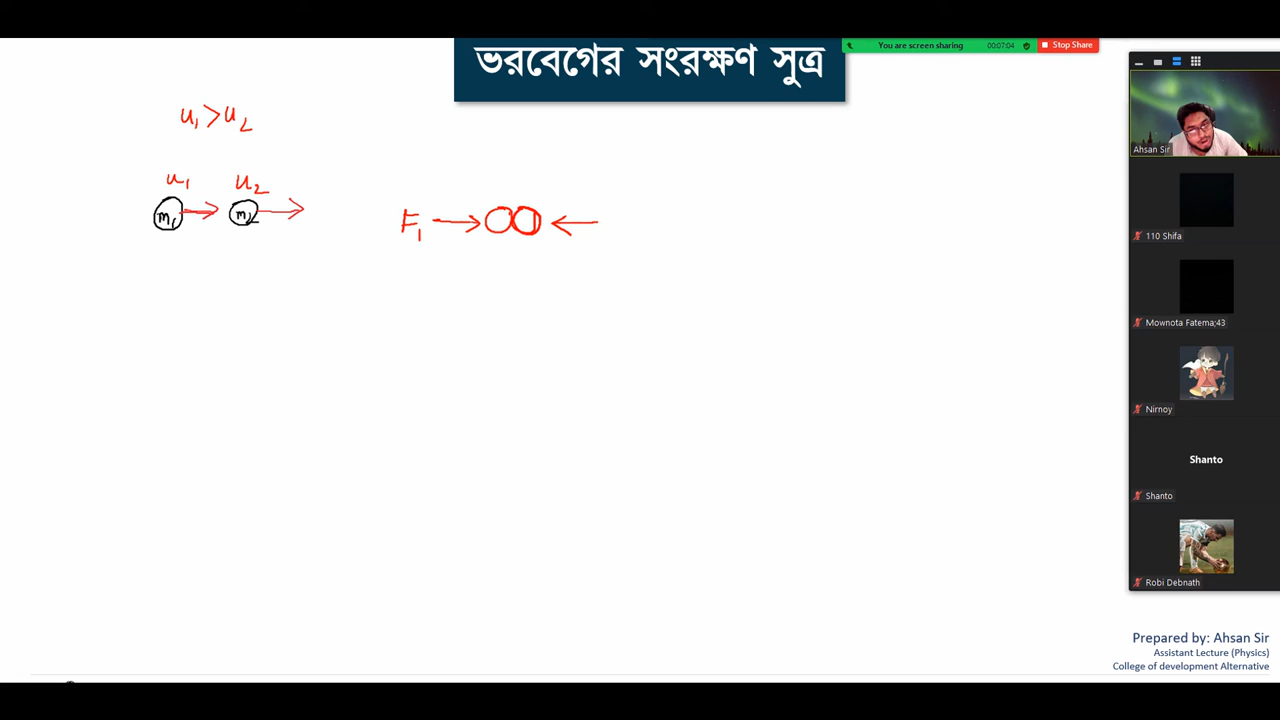 ভরবেগের সংরক্ষণ সুত্র
You are screen sharing
00:07:04
Stop Share
u₁>u₂
u₁ u₂
m₁ m₂
F₁
Ahsan Sir
110 Shifa
Mownota Fatema;43
Nirnoy
Shanto
Shanto
Robi Debnath
Prepared by: Ahsan Sir
Assistant Lecture (Physics)
College of development Alternative